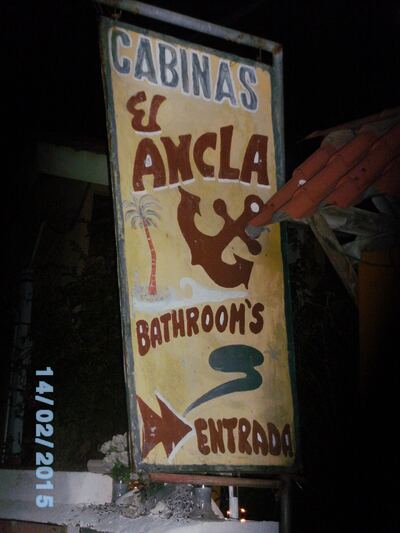 CABINAS
El
ANCLA
BATHROOM'S
ENTRADA
14/02/2015